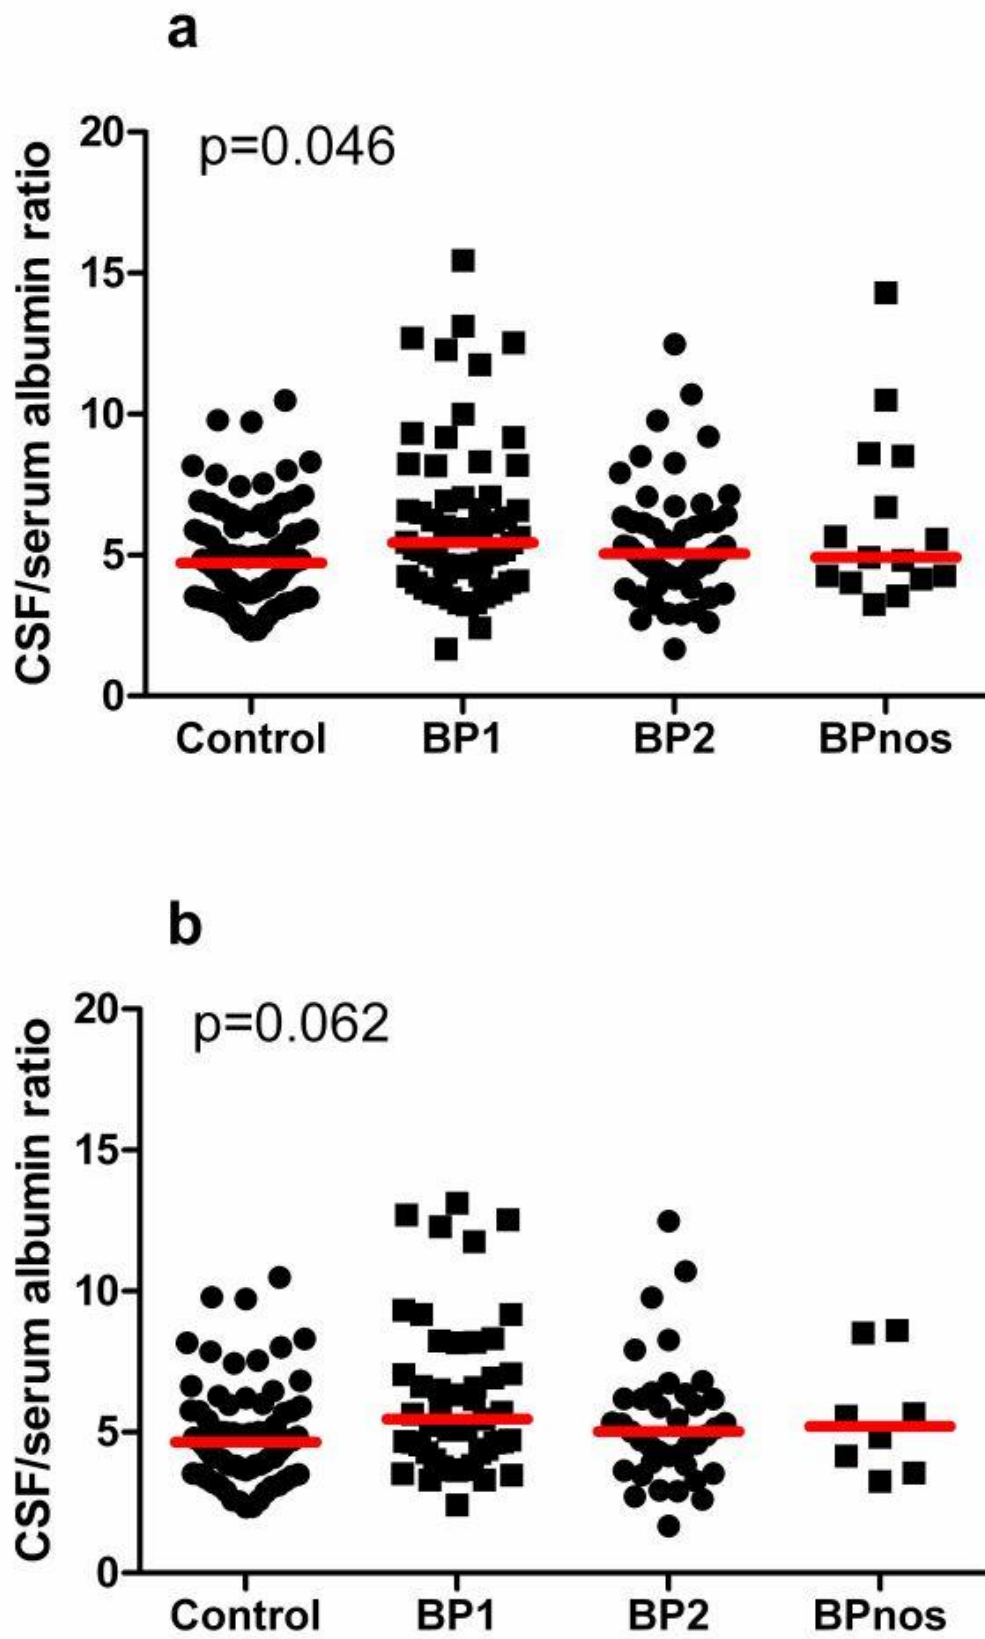 a
p=0.046
CSF/serum albumin ratio
20
15
10
5
0
Control BP1 BP2 BPnos
b
p=0.062
CSF/serum albumin ratio
20
15
10
5
0
Control BP1 BP2 BPnos